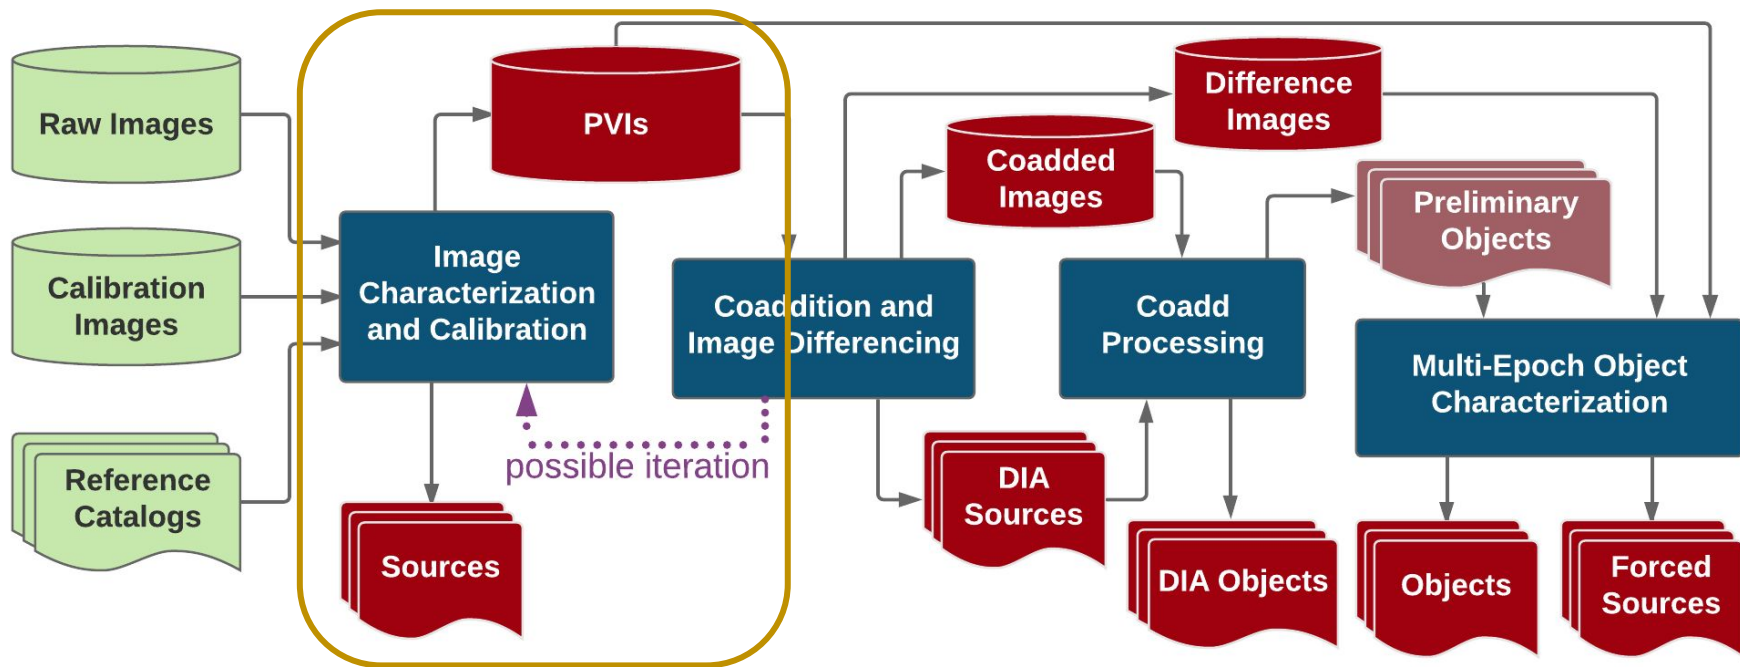 Raw Images
Calibration
Images
Reference
Catalogs
PVIs
Image
Characterization
and Calibration
possible iteration
Sources
Coaddition and
Image Differencing
Coadded
Images
Difference
Images
DIA
Sources
Coadd
Processing
DIA Objects
Preliminary
Objects
Multi-Epoch Object
Characterization
Objects
Forced
Sources